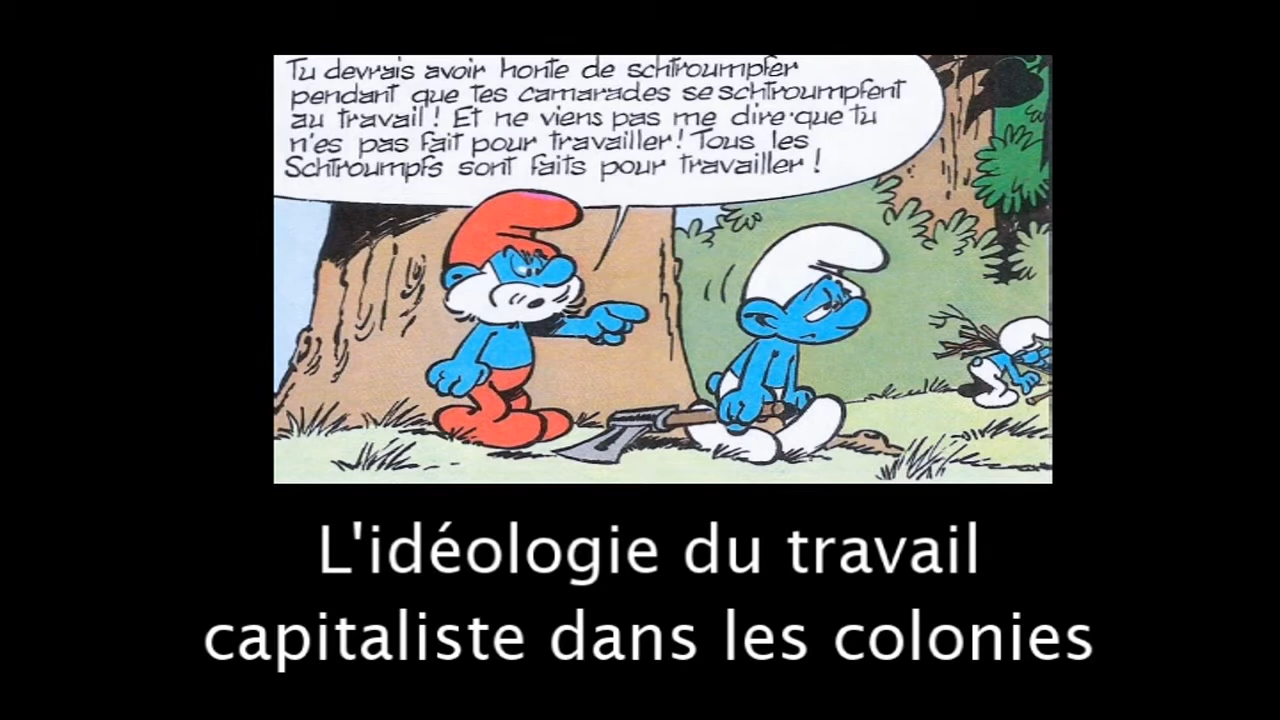 Tu devrais avoir honte de schtroumpfer
pendant que tes camarades se schtroumpfent
au travail ! Et ne viens pas me dire que tu
n'es pas fait pour travailler ! Tous les
Schtroumpfs sont faits pour travailler !
L'idéologie du travail
capitaliste dans les colonies